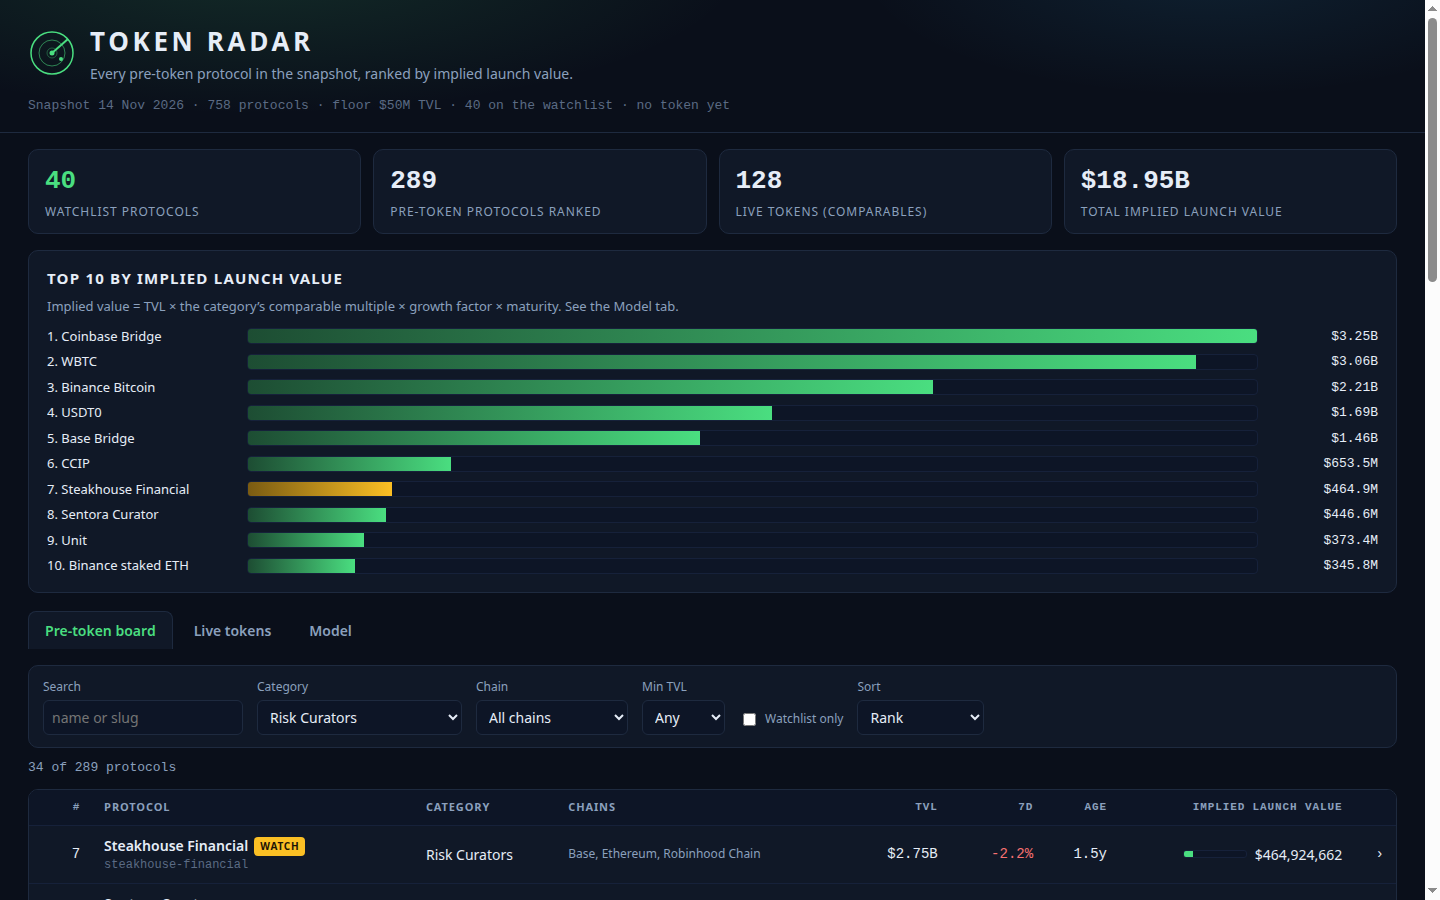 TOKEN RADAR
Every pre-token protocol in the snapshot, ranked by implied launch value.
Snapshot 14 Nov 2026 · 758 protocols · floor $50M TVL · 40 on the watchlist · no token yet
40
WATCHLIST PROTOCOLS
289
PRE-TOKEN PROTOCOLS RANKED
128
LIVE TOKENS (COMPARABLES)
$18.95B
TOTAL IMPLIED LAUNCH VALUE
TOP 10 BY IMPLIED LAUNCH VALUE
Implied value = TVL × the category's comparable multiple × growth factor × maturity. See the Model tab.
1. Coinbase Bridge $3.25B
2. WBTC $3.06B
3. Binance Bitcoin $2.21B
4. USDT0 $1.69B
5. Base Bridge $1.46B
6. CCIP $653.5M
7. Steakhouse Financial $464.9M
8. Sentora Curator $446.6M
9. Unit $373.4M
10. Binance staked ETH $345.8M
Pre-token board Live tokens Model
Search Category Chain Min TVL Sort
name or slug Risk Curators All chains Any Watchlist only Rank
34 of 289 protocols
# PROTOCOL CATEGORY CHAINS TVL 7D AGE IMPLIED LAUNCH VALUE
7 Steakhouse Financial WATCH Risk Curators Base, Ethereum, Robinhood Chain $2.75B -2.2% 1.5y $464,924,662 ›
steakhouse-financial